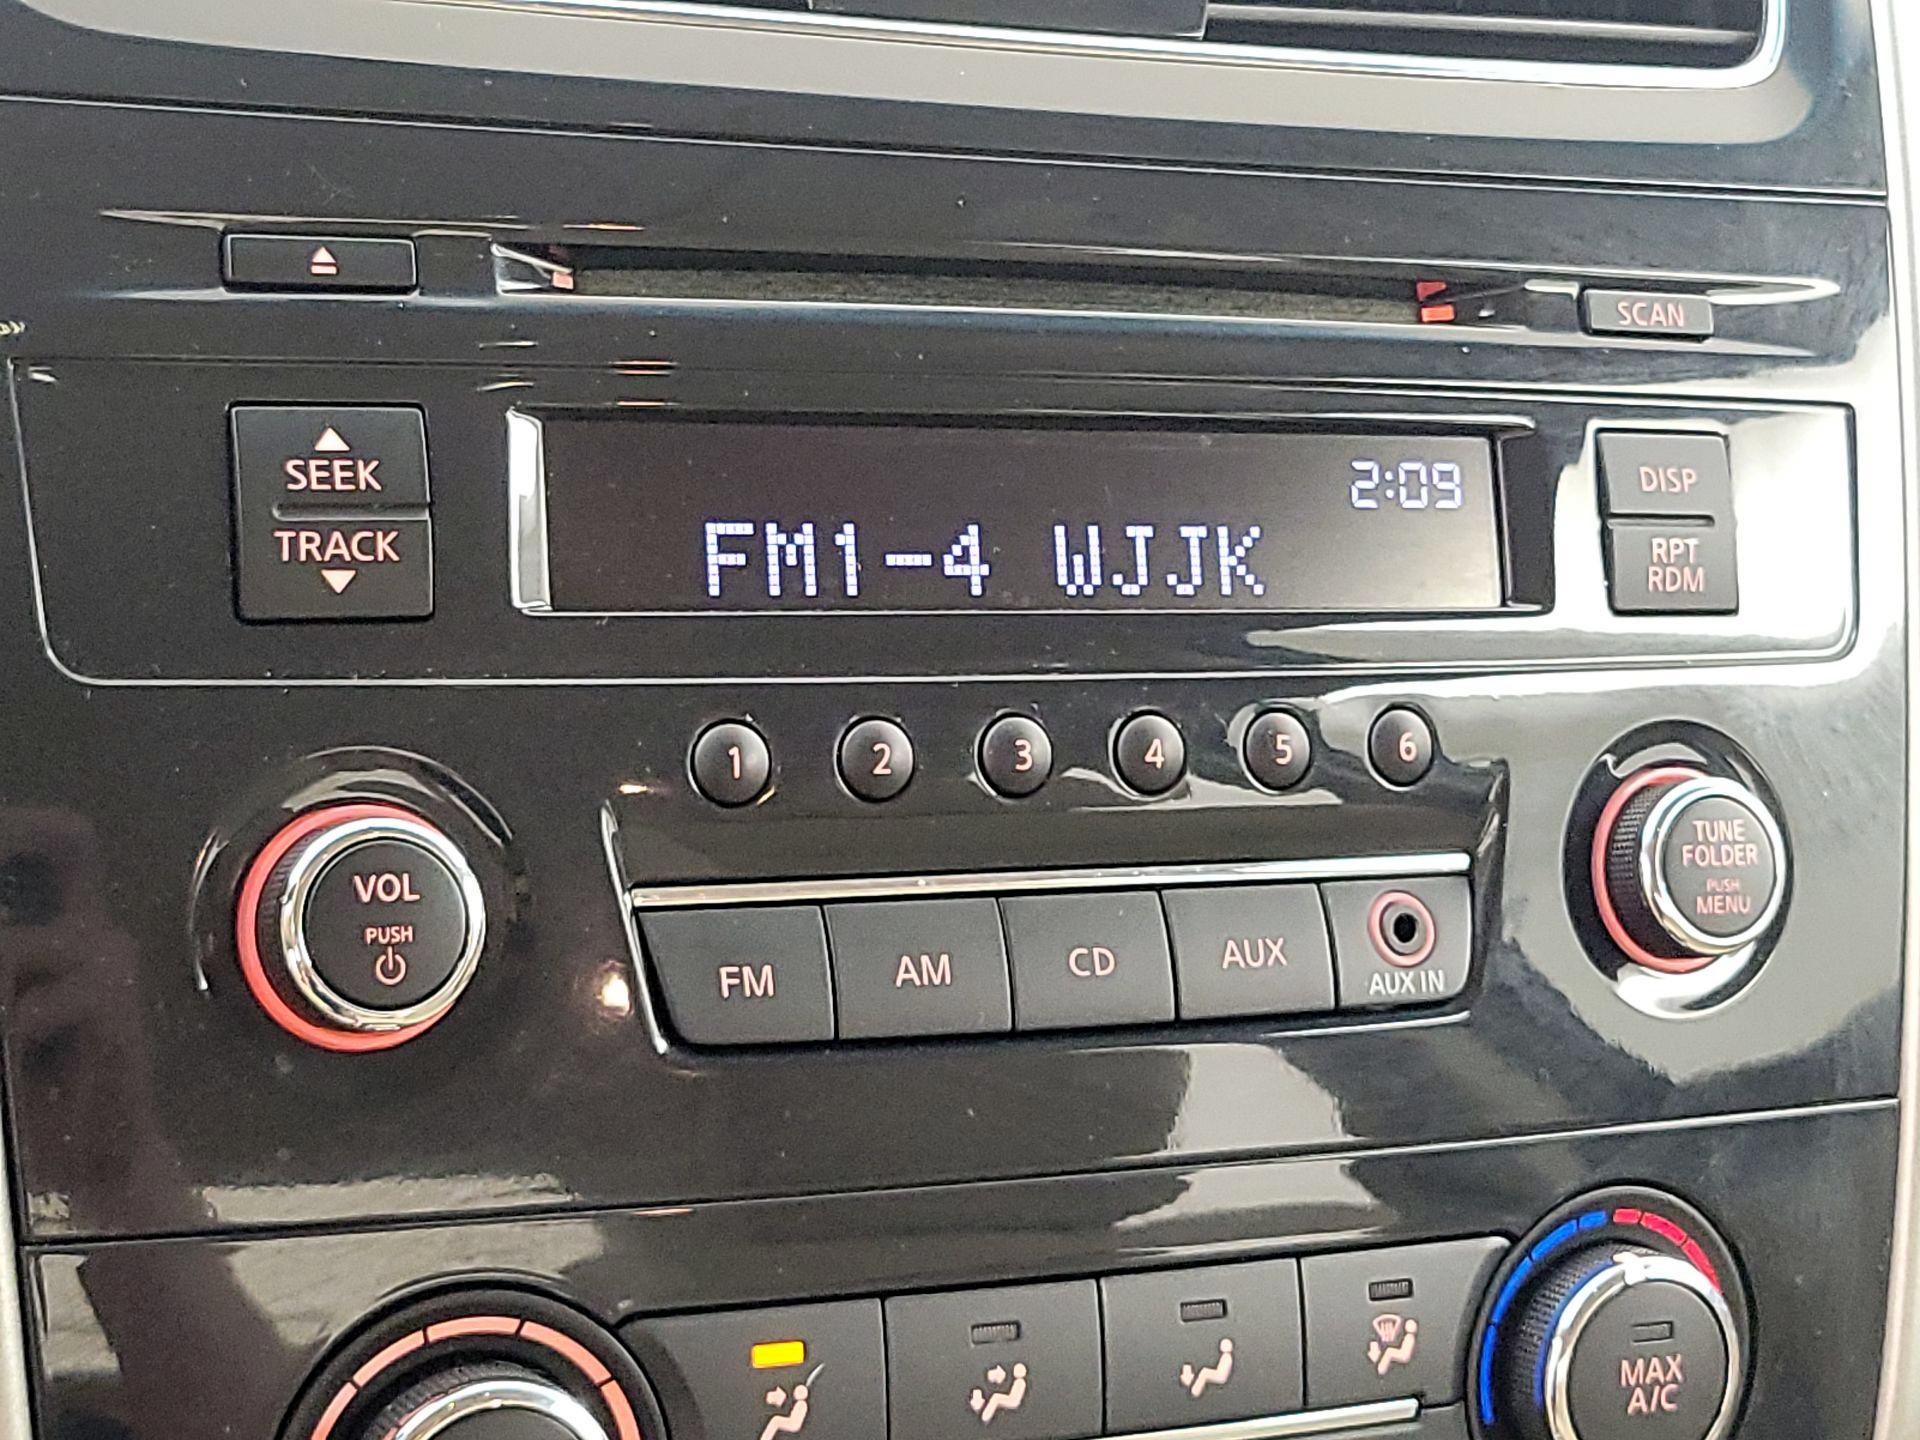 SCAN
SEEK
TRACK
2:09
FM1-4 WJJK
DISP
RPT
RDM
1 2 3 4 5 6
VOL
PUSH
TUNE
FOLDER
PUSH
MENU
FM AM CD AUX AUX IN
MAX
A/C